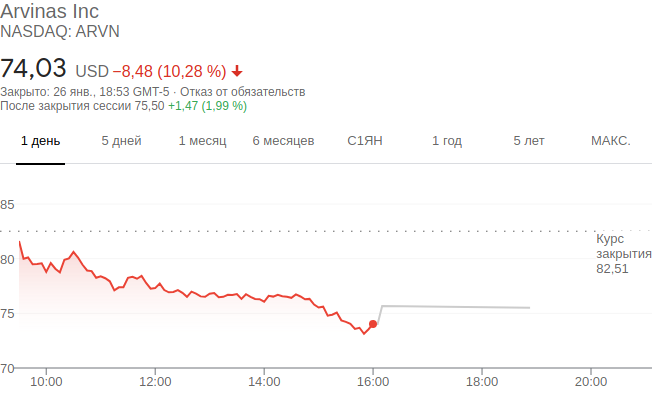 Arvinas Inc
NASDAQ: ARVN
74,03 USD −8,48 (10,28 %)
Закрыто: 26 янв., 18:53 GMT-5 · Отказ от обязательств
После закрытия сессии 75,50 +1,47 (1,99 %)
1 день 5 дней 1 месяц 6 месяцев С1ЯН 1 год 5 лет МАКС.
85
Курс
закрытия
82,51
80
75
70
10:00 12:00 14:00 16:00 18:00 20:00